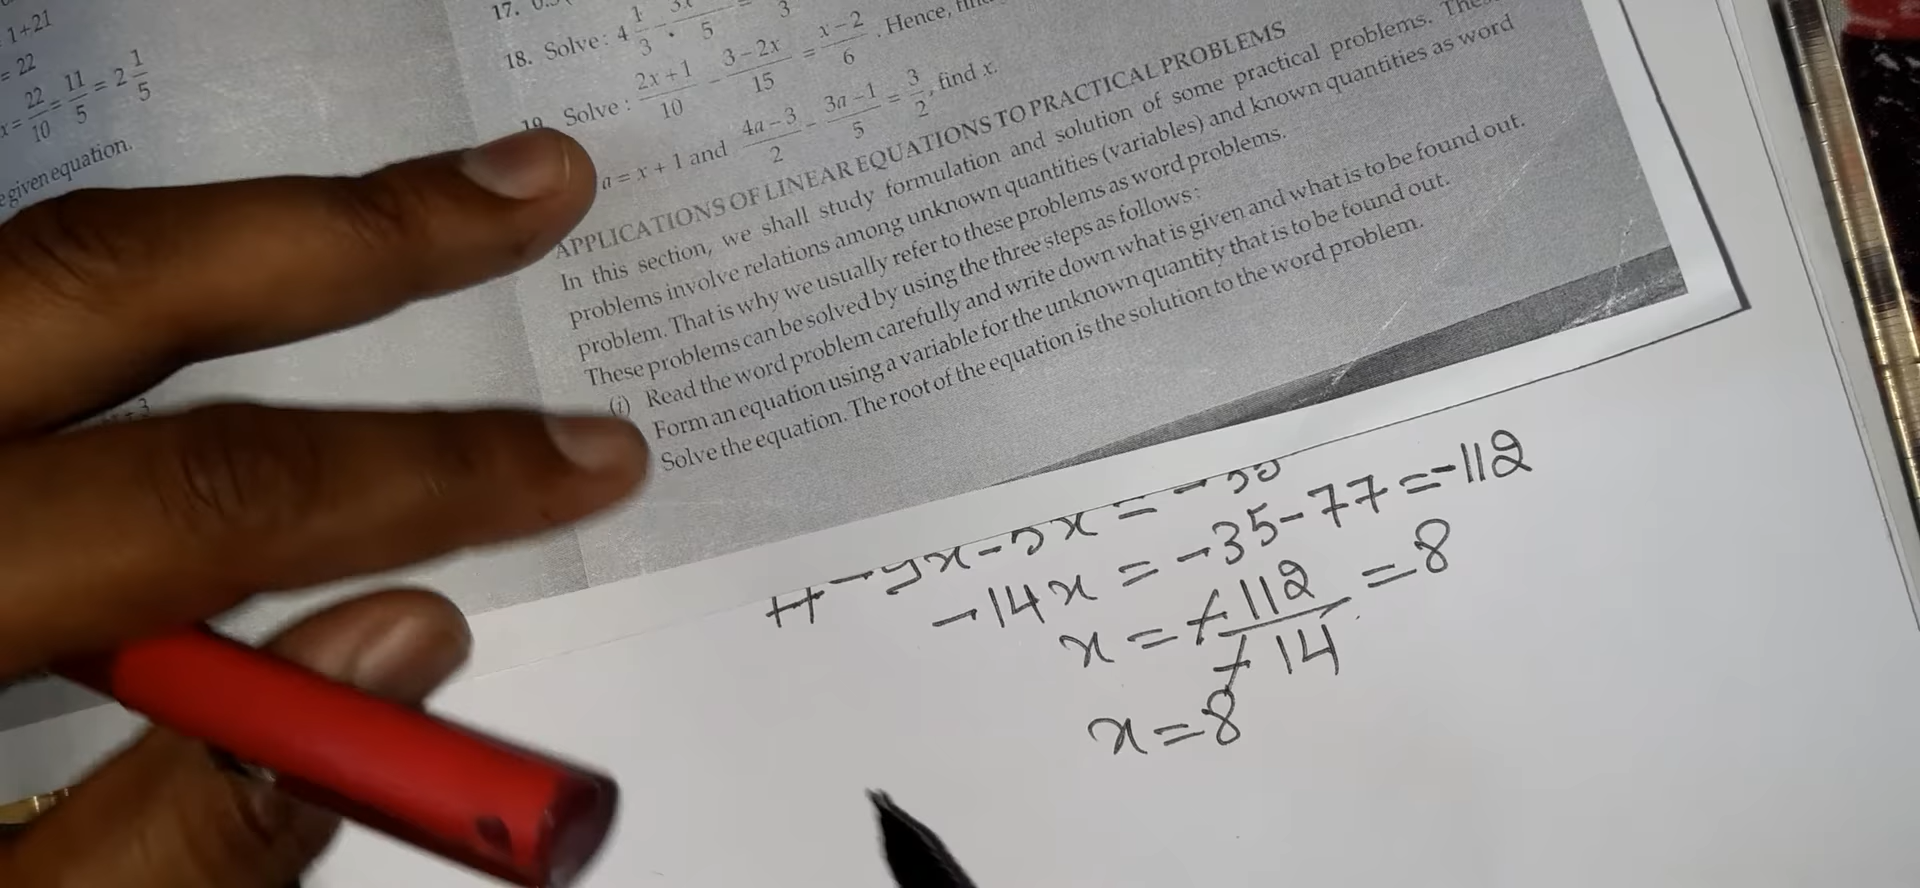 1+21
= 22
x = 22/10 = 11/5 = 2 1/5
given equation.
17.
18. Solve : 4 1/3
19. Solve : (2x + 1)/10 - (3 - 2x)/15 = (x - 2)/6 . Hence,
a = x + 1 and (4a - 3)/2 - (3a - 1)/5 = 3/2, find x.
APPLICATIONS OF LINEAR EQUATIONS TO PRACTICAL PROBLEMS
In this section, we shall study formulation and solution of some practical problems.
problems involve relations among unknown quantities (variables) and known quantities as word
problem. That is why we usually refer to these problems as word problems.
These problems can be solved by using the three steps as follows :
(i) Read the word problem carefully and write down what is given and what is to be found out.
Form an equation using a variable for the unknown quantity that is to be found out.
Solve the equation. The root of the equation is the solution to the word problem.
-14x = -35-77 = -112
x = -112/-14 = 8
x = 8